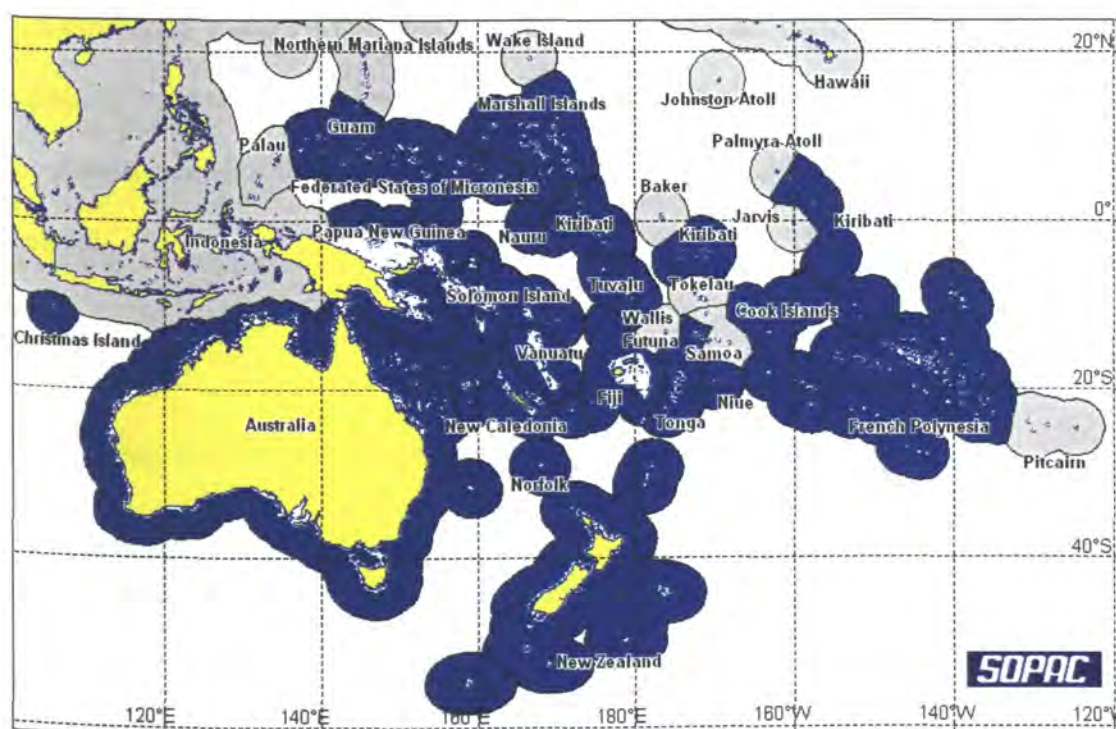 Northern Mariana Islands
Wake Island
20°N
Hawaii
Marshall Islands
Johnston Atoll
Guam
Palau
Palmyra Atoll
Federated States of Micronesia
Baker
Jarvis
0°
Kiribati
Kiribati
Kiribati
Indonesia
Papua New Guinea
Nauru
Tuvalu
Tokelau
Solomon Island
Cook Islands
Christmas Island
Wallis
Futuna
Vanuatu
Samoa
20°S
Fiji
Niue
Australia
New Caledonia
Tonga
French Polynesia
Pitcairn
Norfolk
40°S
New Zealand
SOPAC
120°E
140°E
160°E
180°E
160°W
140°W
120°W